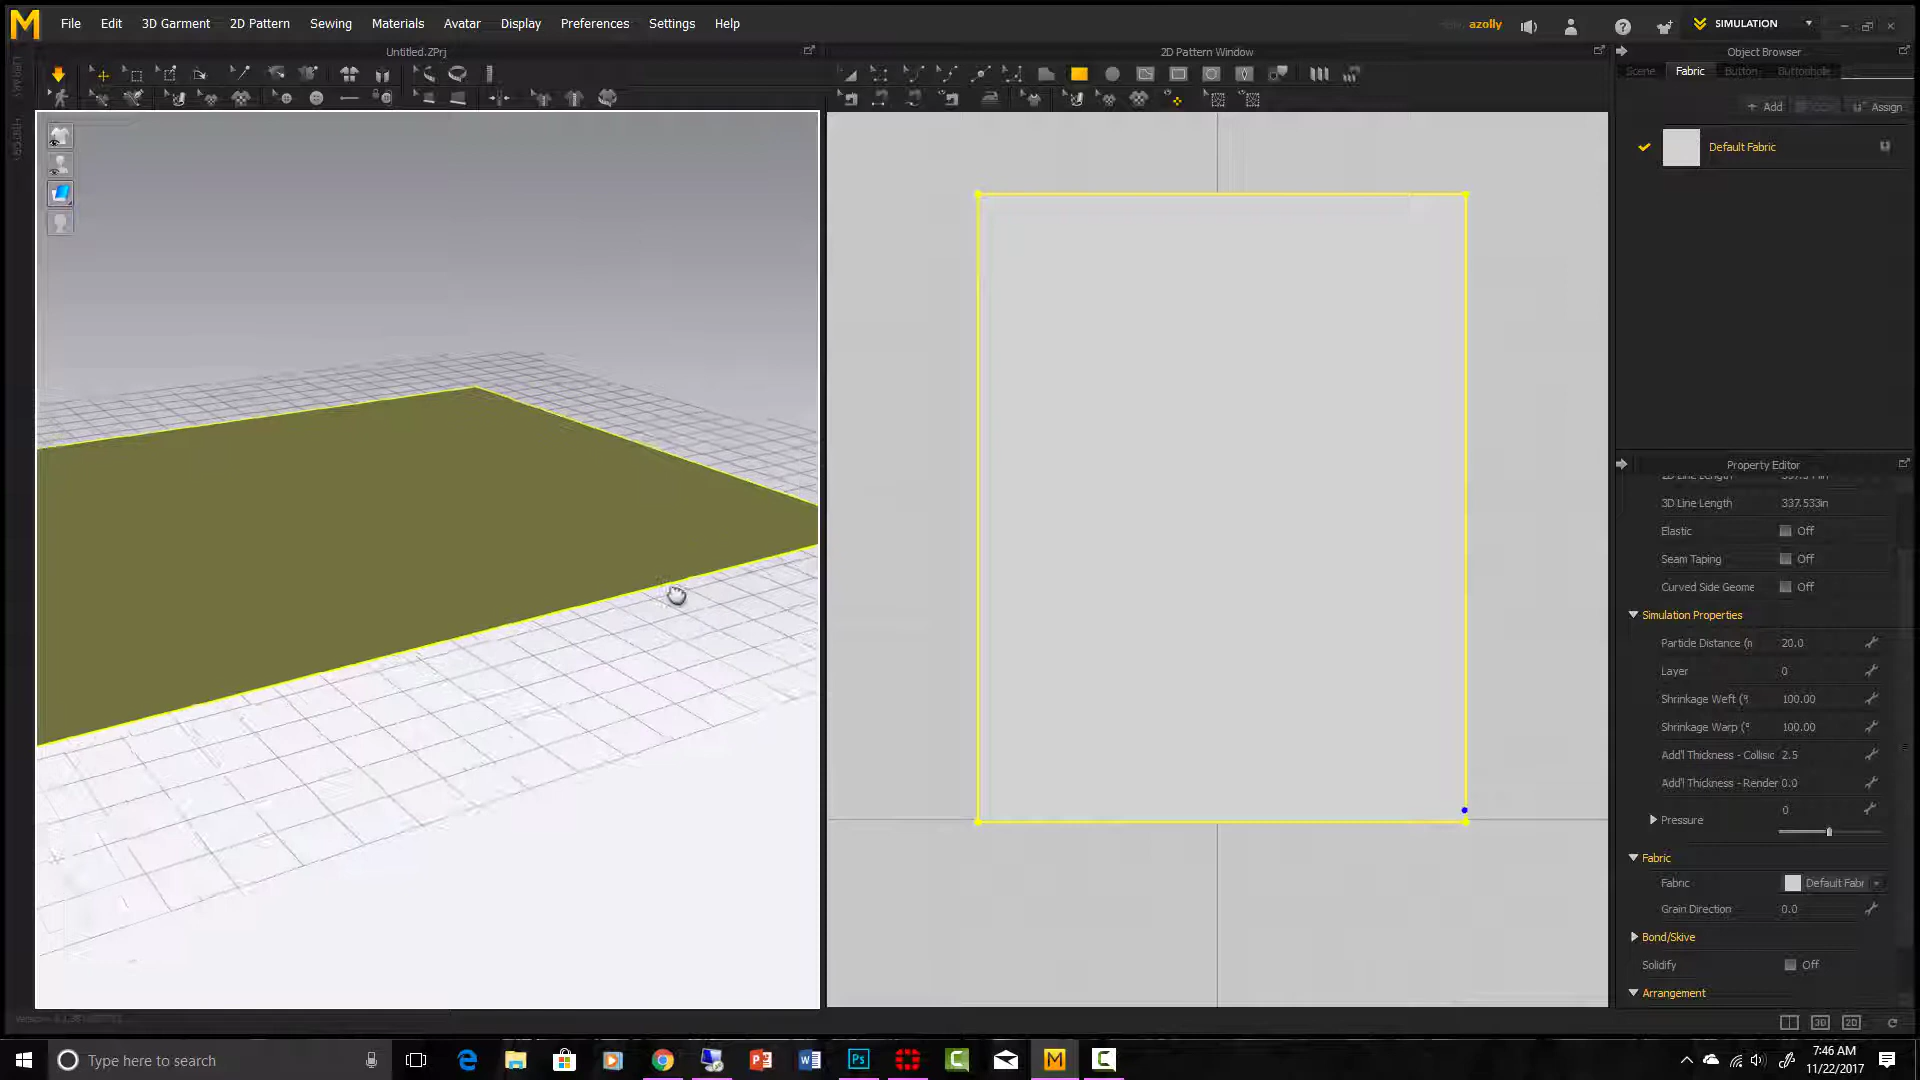 File Edit 3D Garment 2D Pattern Sewing Materials Avatar Display Preferences Settings Help
azolly
SIMULATION
Untitled.ZPrj
2D Pattern Window
Object Browser
Scene Fabric Button Buttonhole
+ Add Assign
Default Fabric
Property Editor
2D Line Length
3D Line Length 337.533in
Elastic Off
Seam Taping Off
Curved Side Geome Off
Simulation Properties
Particle Distance (n 20.0
Layer 0
Shrinkage Weft (% 100.00
Shrinkage Warp (% 100.00
Add'l Thickness - Collisic 2.5
Add'l Thickness - Render 0.0
0
Pressure
Fabric
Fabric Default Fabr
Grain Direction 0.0
Bond/Skive
Solidify Off
Arrangement
3D 2D
Type here to search
7:46 AM
11/22/2017